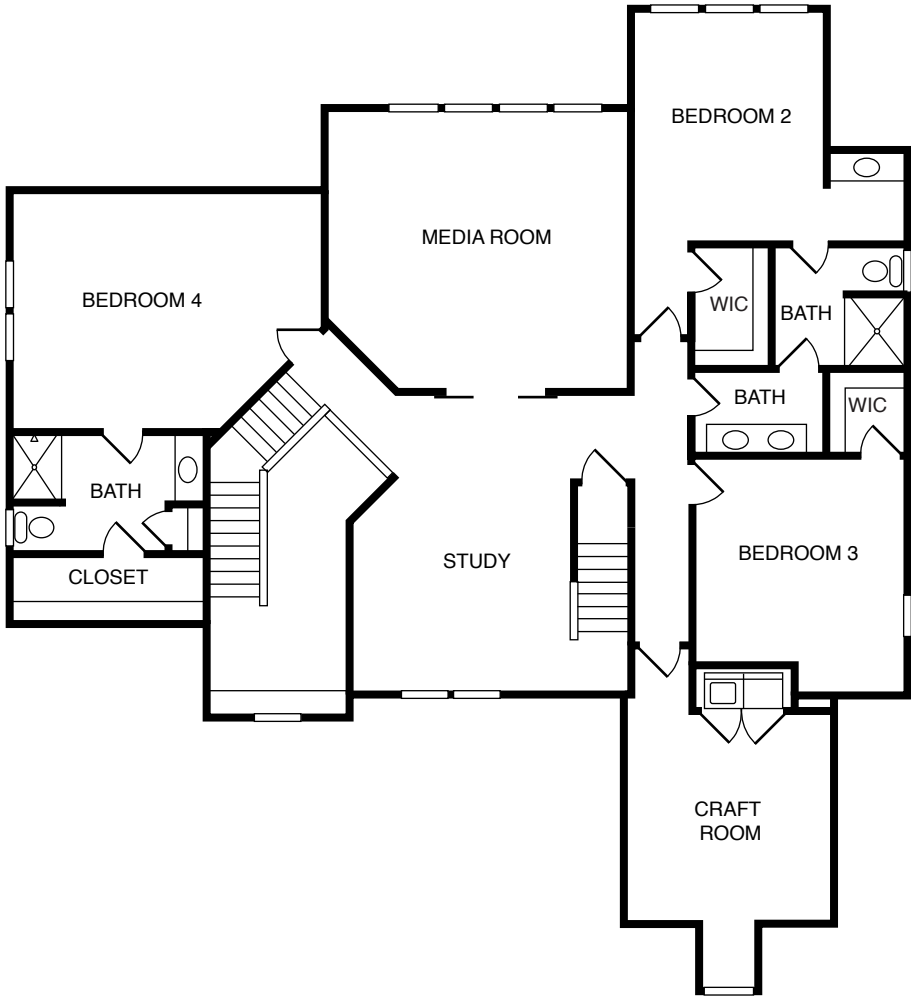 BEDROOM 2
MEDIA ROOM
BEDROOM 4
WIC
BATH
BATH
WIC
BATH
STUDY
BEDROOM 3
CLOSET
CRAFT
ROOM